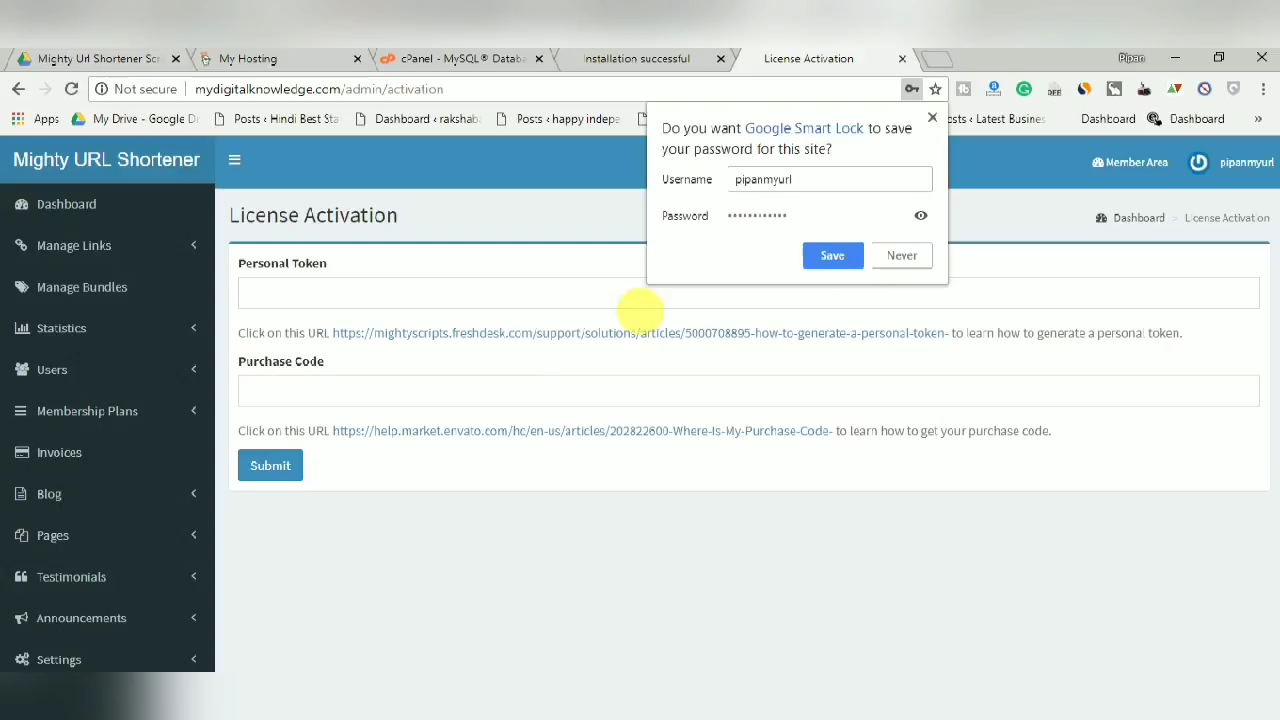 Mighty Url Shortener Scr
My Hosting
cPanel - MySQL® Databa
Installation successful
License Activation
Pipan
Not secure
mydigitalknowledge.com/admin/activation
Apps
My Drive - Google Dr
Posts ‹ Hindi Best Sta
Dashboard ‹ rakshab
Posts ‹ happy indepe
sts ‹ Latest Busines
Dashboard
Dashboard
»
Do you want Google Smart Lock to save
your password for this site?
Username
pipanmyurl
Password
Save
Never
Mighty URL Shortener
Member Area
pipanmyurl
Dashboard
Manage Links
Manage Bundles
Statistics
Users
Membership Plans
Invoices
Blog
Pages
Testimonials
Announcements
Settings
License Activation
Dashboard > License Activation
Personal Token
Click on this URL https://mightyscripts.freshdesk.com/support/solutions/articles/5000708895-how-to-generate-a-personal-token- to learn how to generate a personal token.
Purchase Code
Click on this URL https://help.market.envato.com/hc/en-us/articles/202822600-Where-Is-My-Purchase-Code- to learn how to get your purchase code.
Submit